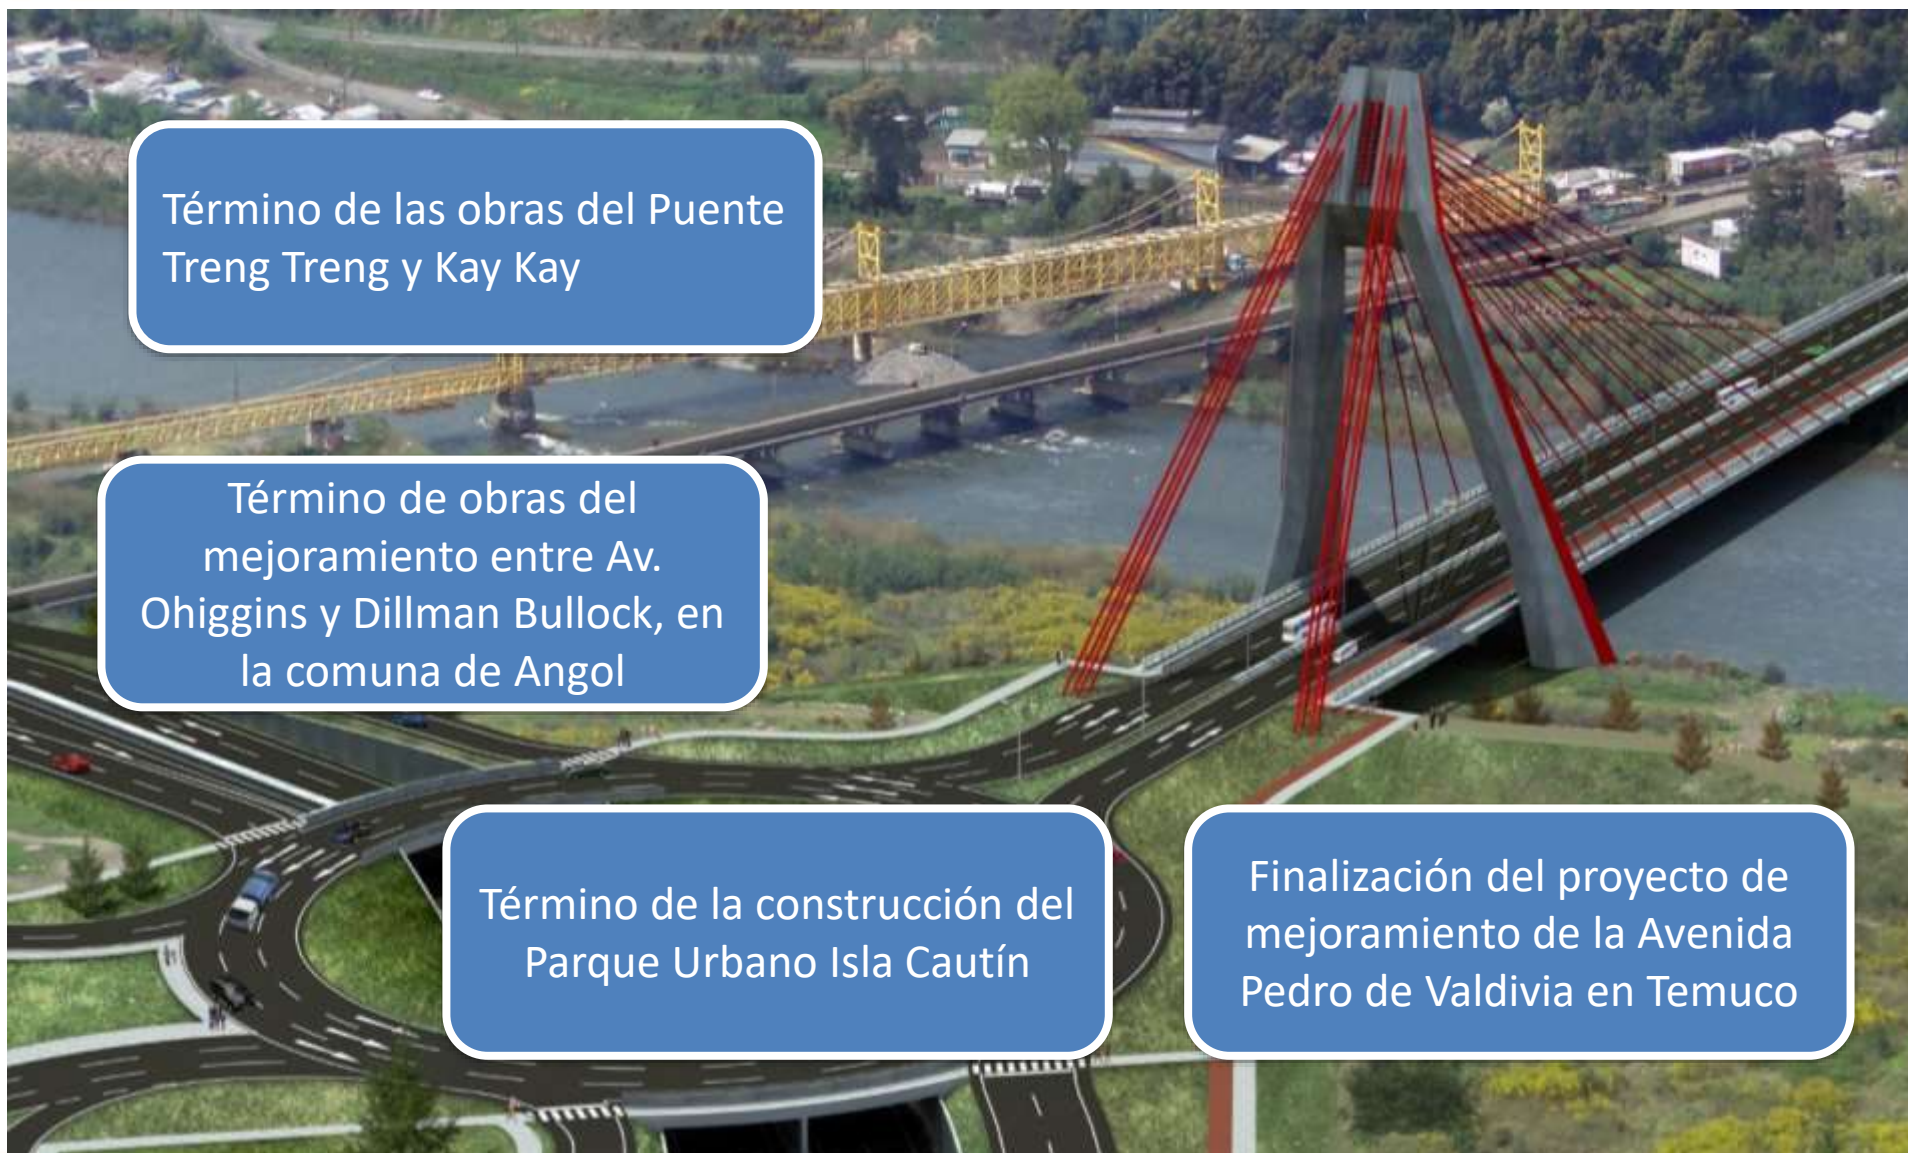 Término de las obras del Puente
Treng Treng y Kay Kay
Término de obras del
mejoramiento entre Av.
Ohiggins y Dillman Bullock, en
la comuna de Angol
Término de la construcción del
Parque Urbano Isla Cautín
Finalización del proyecto de
mejoramiento de la Avenida
Pedro de Valdivia en Temuco